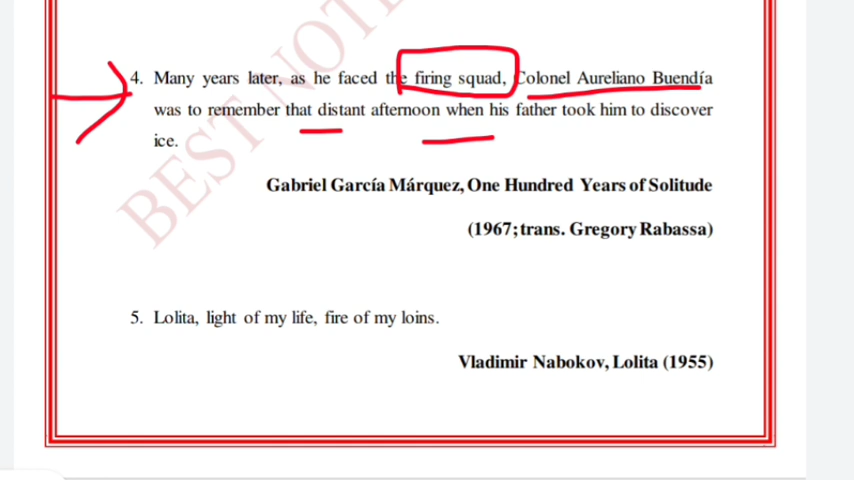 4. Many years later, as he faced the firing squad, Colonel Aureliano Buendía
was to remember that distant afternoon when his father took him to discover
ice.
Gabriel García Márquez, One Hundred Years of Solitude
(1967; trans. Gregory Rabassa)
5. Lolita, light of my life, fire of my loins.
Vladimir Nabokov, Lolita (1955)
BEST NOTE